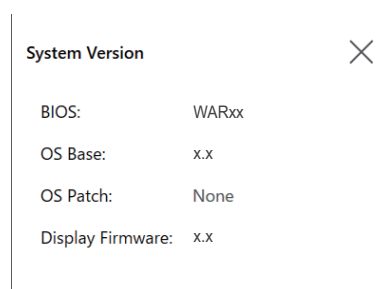 System Version
BIOS: WARxx
OS Base: x.x
OS Patch: None
Display Firmware: x.x